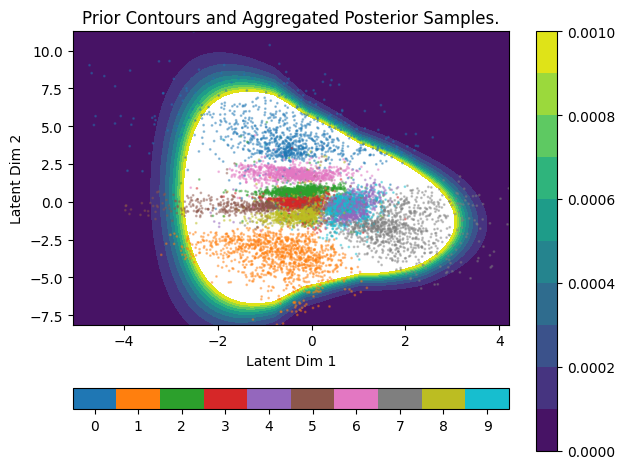 Prior Contours and Aggregated Posterior Samples.
10.0
7.5
5.0
2.5
0.0
−2.5
−5.0
−7.5
Latent Dim 2
−4 −2 0 2 4
Latent Dim 1
0 1 2 3 4 5 6 7 8 9
0.0010
0.0008
0.0006
0.0004
0.0002
0.0000